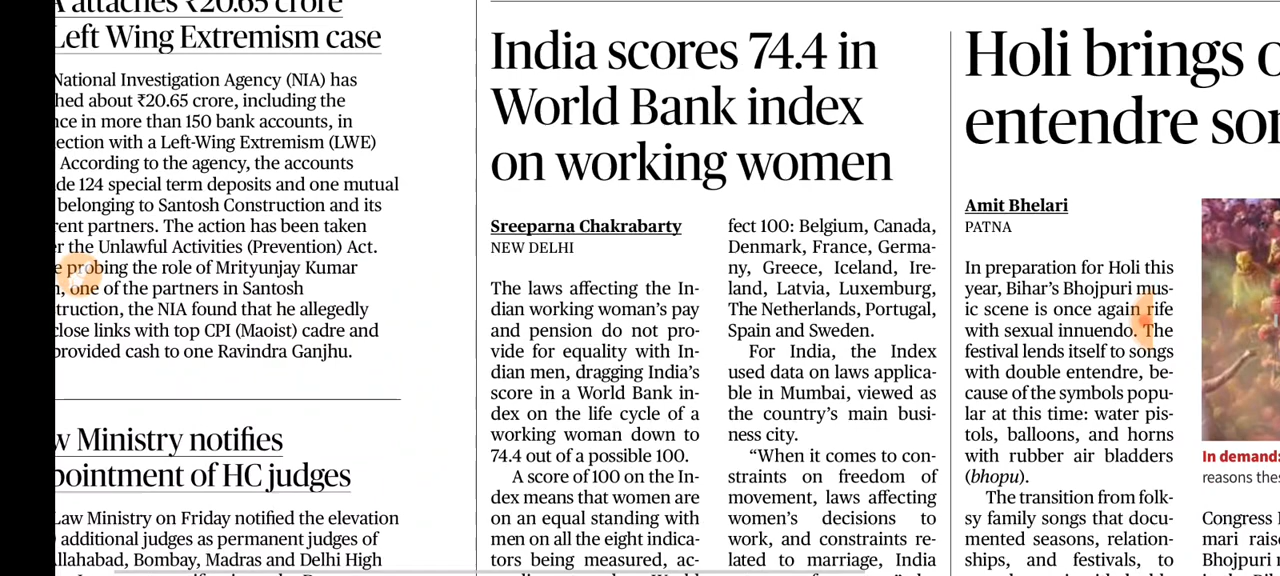 attaches ₹20.65 crore
Left Wing Extremism case
National Investigation Agency (NIA) has
hed about ₹20.65 crore, including the
nce in more than 150 bank accounts, in
ection with a Left-Wing Extremism (LWE)
According to the agency, the accounts
de 124 special term deposits and one mutual
belonging to Santosh Construction and its
rent partners. The action has been taken
r the Unlawful Activities (Prevention) Act.
e probing the role of Mrityunjay Kumar
, one of the partners in Santosh
truction, the NIA found that he allegedly
close links with top CPI (Maoist) cadre and
provided cash to one Ravindra Ganjhu.
w Ministry notifies
pointment of HC judges
Law Ministry on Friday notified the elevation
additional judges as permanent judges of
llahabad, Bombay, Madras and Delhi High
India scores 74.4 in
World Bank index
on working women
Sreeparna Chakrabarty
NEW DELHI
The laws affecting the In-
dian working woman's pay
and pension do not pro-
vide for equality with In-
dian men, dragging India's
score in a World Bank in-
dex on the life cycle of a
working woman down to
74.4 out of a possible 100.
A score of 100 on the In-
dex means that women are
on an equal standing with
men on all the eight indica-
tors being measured, ac-
fect 100: Belgium, Canada,
Denmark, France, Germa-
ny, Greece, Iceland, Ire-
land, Latvia, Luxemburg,
The Netherlands, Portugal,
Spain and Sweden.
For India, the Index
used data on laws applica-
ble in Mumbai, viewed as
the country's main busi-
ness city.
“When it comes to con-
straints on freedom of
movement, laws affecting
women's decisions to
work, and constraints re-
lated to marriage, India
Holi brings o
entendre son
Amit Bhelari
PATNA
In preparation for Holi this
year, Bihar's Bhojpuri mus-
ic scene is once again rife
with sexual innuendo. The
festival lends itself to songs
with double entendre, be-
cause of the symbols popu-
lar at this time: water pis-
tols, balloons, and horns
with rubber air bladders
(bhopu).
The transition from folk-
sy family songs that docu-
mented seasons, relation-
ships, and festivals, to
In demand:
reasons thes
Congress
mari rais
Bhojpuri